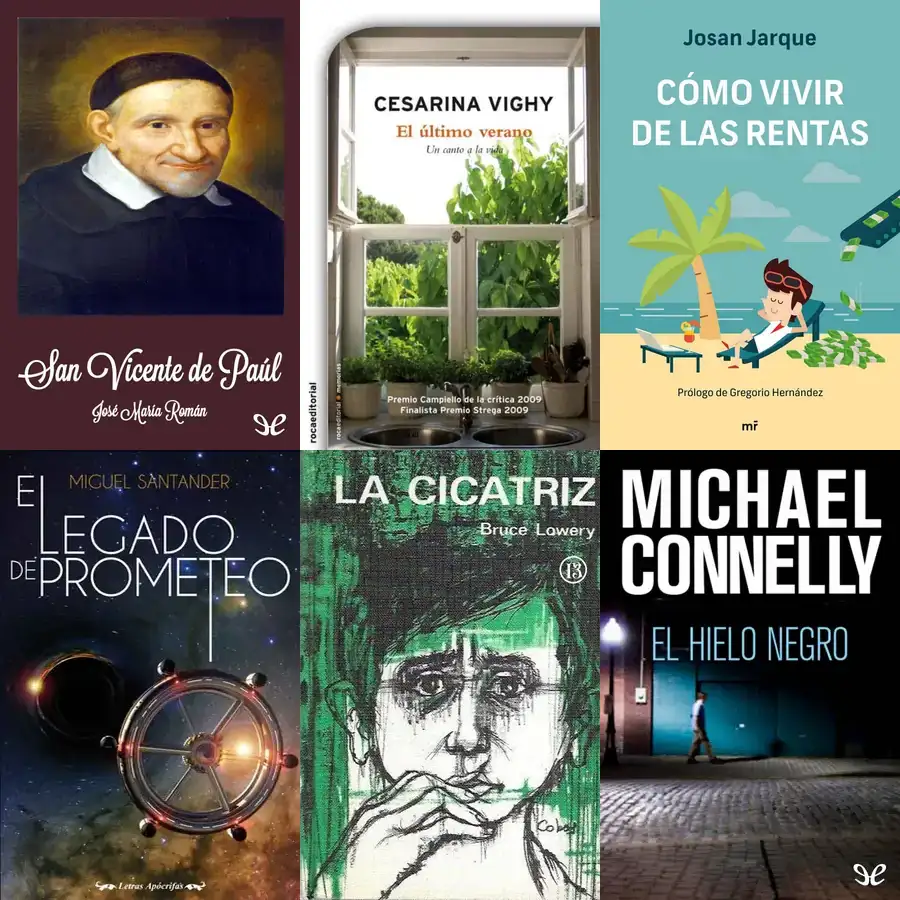 San Vicente de Paúl
José María Román
CESARINA VIGHY
El último verano
Un canto a la vida
Premio Campiello de la crítica 2009
Finalista Premio Strega 2009
rocaeditorial
rocaeditorial memorias
Josan Jarque
CÓMO VIVIR
DE LAS RENTAS
Prólogo de Gregorio Hernández
mr
MIGUEL SANTANDER
EL
LEGADO
DE PROMETEO
Letras Apócrifas
LA CICATRIZ
Bruce Lowery
13
Cobos
MICHAEL
CONNELLY
EL HIELO NEGRO